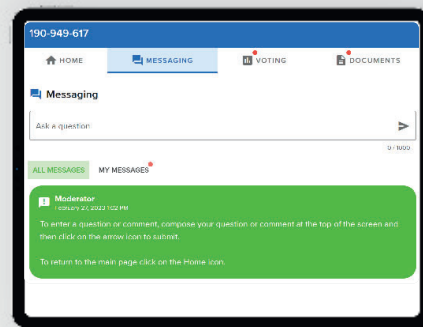 190-949-617
HOME
MESSAGING
VOTING
DOCUMENTS
Messaging
Ask a question
0 / 1000
ALL MESSAGES
MY MESSAGES
Moderator
February 27, 2023 1:02 PM
To enter a question or comment, compose your question or comment at the top of the screen and
then click on the arrow icon to submit.
To return to the main page click on the Home icon.